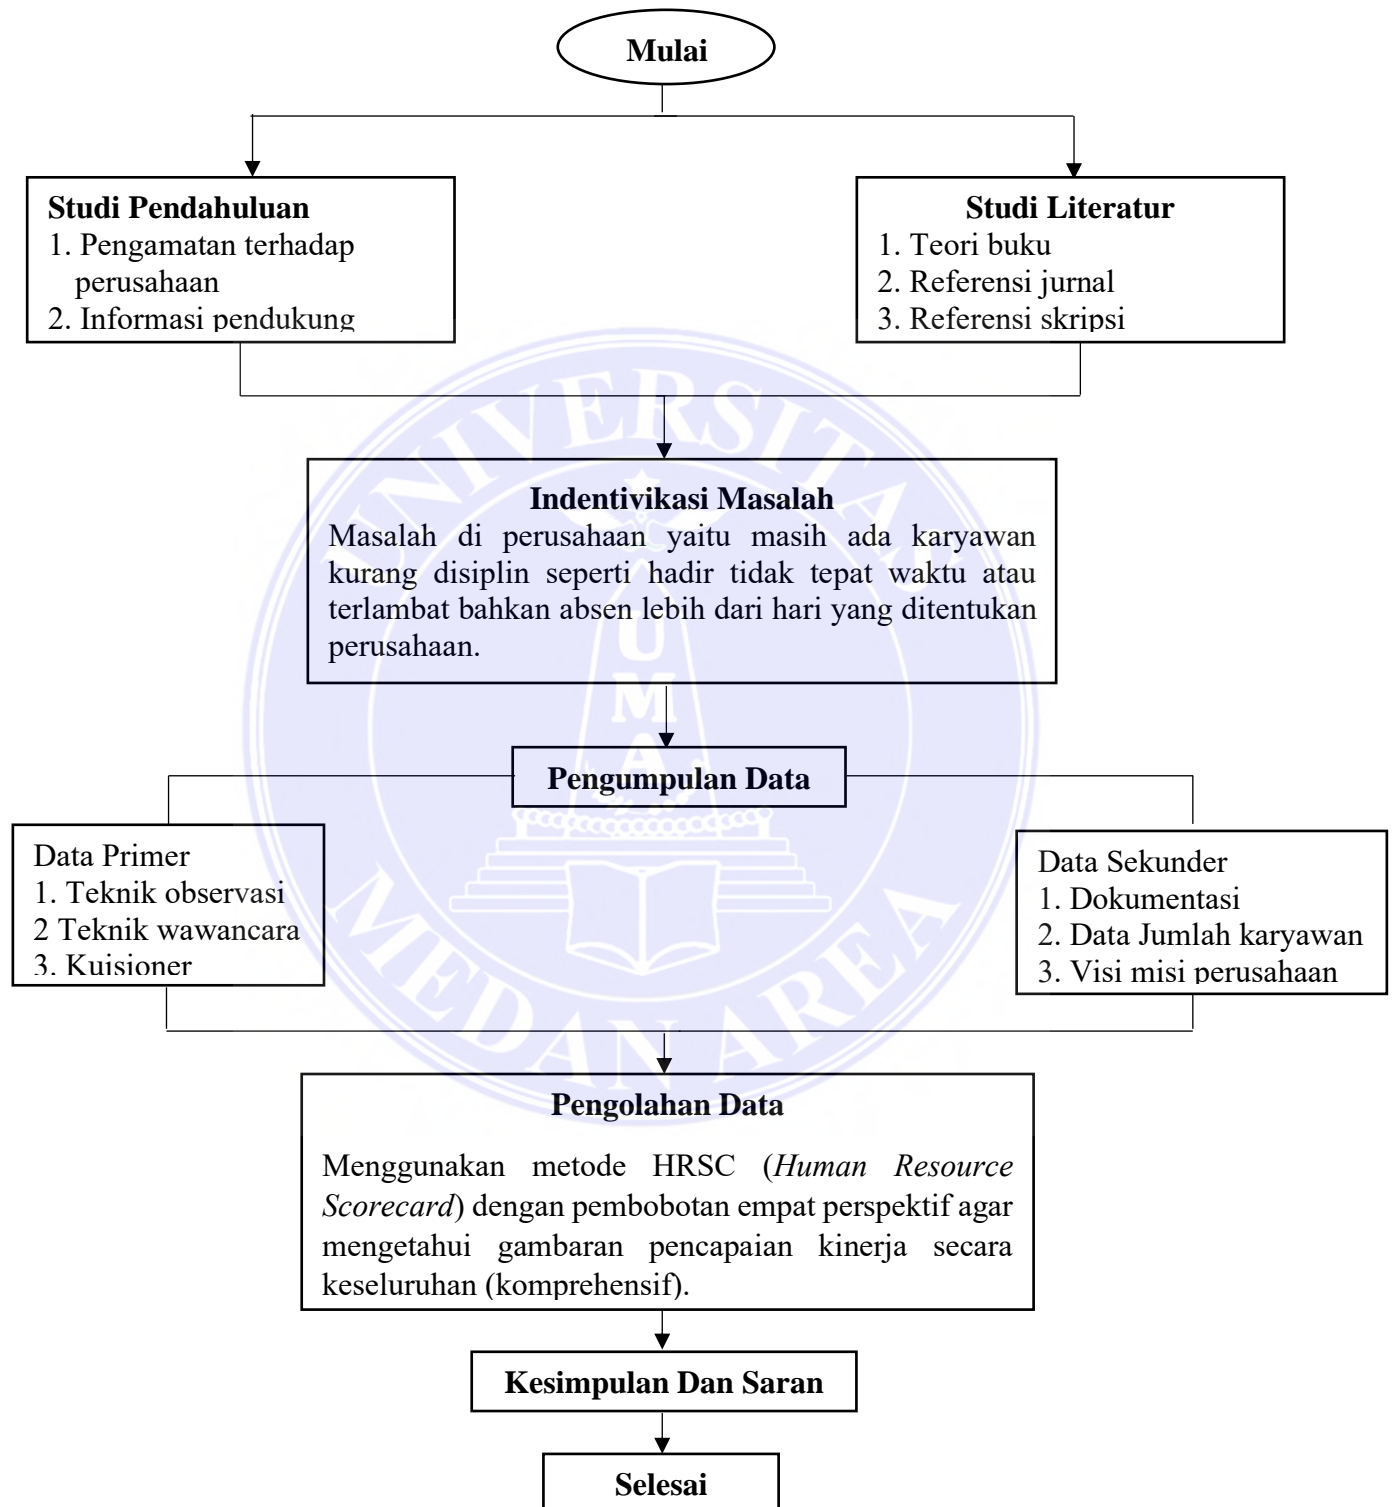 Mulai
Studi Pendahuluan
1. Pengamatan terhadap
perusahaan
2. Informasi pendukung
Studi Literatur
1. Teori buku
2. Referensi jurnal
3. Referensi skripsi
Indentivikasi Masalah
Masalah di perusahaan yaitu masih ada karyawan
kurang disiplin seperti hadir tidak tepat waktu atau
terlambat bahkan absen lebih dari hari yang ditentukan
perusahaan.
Pengumpulan Data
Data Primer
1. Teknik observasi
2 Teknik wawancara
3. Kuisioner
Data Sekunder
1. Dokumentasi
2. Data Jumlah karyawan
3. Visi misi perusahaan
Pengolahan Data
Menggunakan metode HRSC (Human Resource
Scorecard) dengan pembobotan empat perspektif agar
mengetahui gambaran pencapaian kinerja secara
keseluruhan (komprehensif).
Kesimpulan Dan Saran
Selesai
UNIVERSITAS
MEDAN AREA
U
M
A